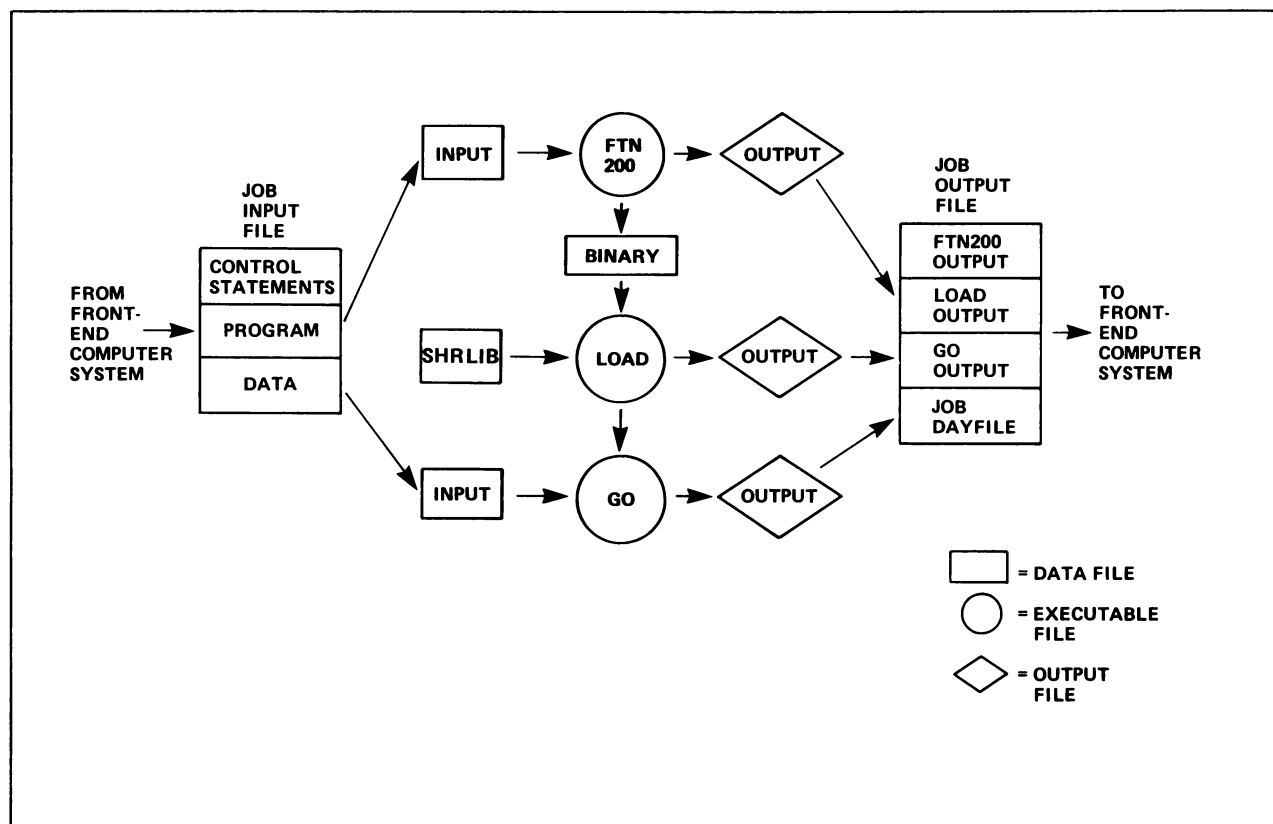 JOB
INPUT
FILE
FROM
FRONT-
END
COMPUTER
SYSTEM
CONTROL
STATEMENTS
PROGRAM
DATA
INPUT
FTN
200
OUTPUT
BINARY
SHRLIB
LOAD
OUTPUT
INPUT
GO
OUTPUT
JOB
OUTPUT
FILE
FTN200
OUTPUT
LOAD
OUTPUT
GO
OUTPUT
JOB
DAYFILE
TO
FRONT-
END
COMPUTER
SYSTEM
= DATA FILE
= EXECUTABLE
FILE
= OUTPUT
FILE